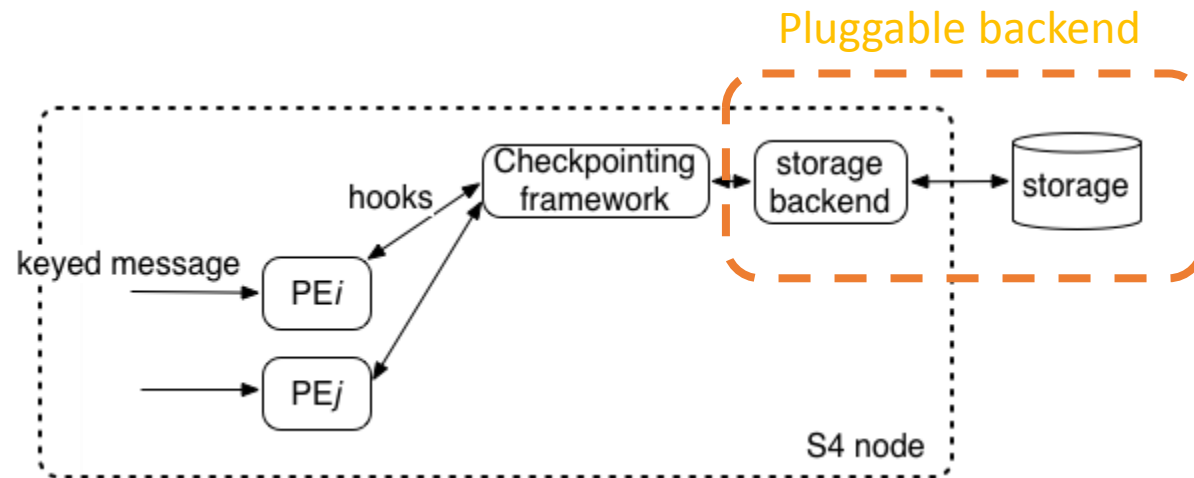 Pluggable backend
Checkpointing
framework
storage
backend
storage
hooks
keyed message
PEi
PEj
S4 node